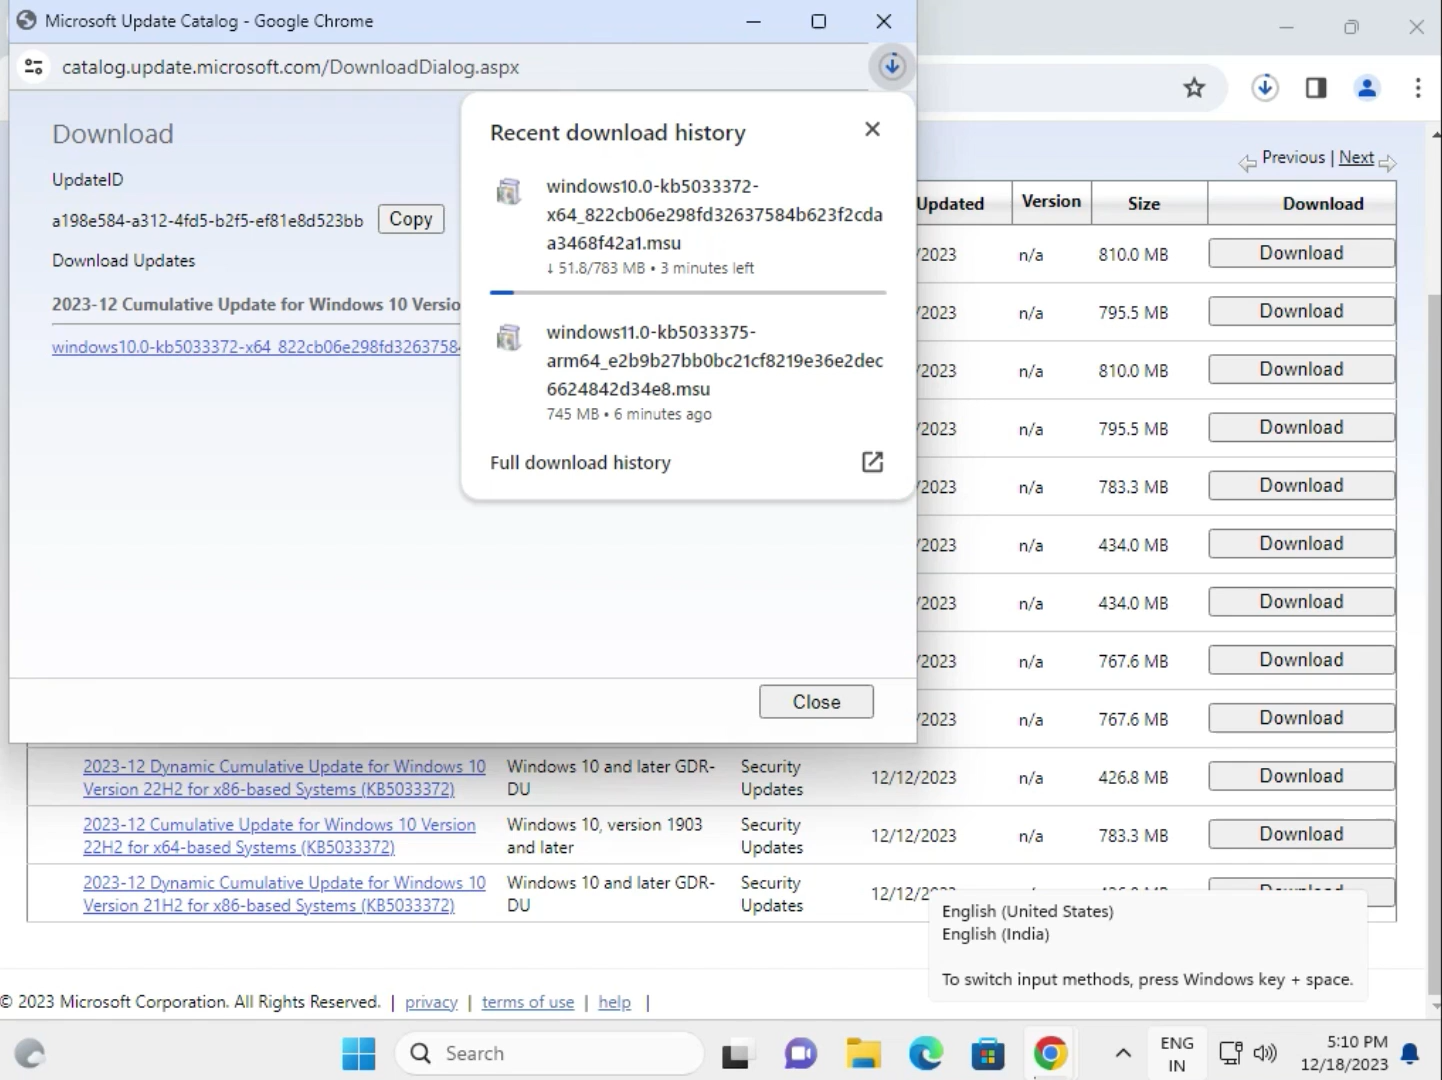 Microsoft Update Catalog - Google Chrome
catalog.update.microsoft.com/DownloadDialog.aspx
Download
UpdateID
a198e584-a312-4fd5-b2f5-ef81e8d523bb
Copy
Download Updates
2023-12 Cumulative Update for Windows 10 Versio
windows10.0-kb5033372-x64_822cb06e298fd3263758
Recent download history
windows10.0-kb5033372-
x64_822cb06e298fd32637584b623f2cda
a3468f42a1.msu
↓ 51.8/783 MB • 3 minutes left
windows11.0-kb5033375-
arm64_e2b9b27bb0bc21cf8219e36e2dec
6624842d34e8.msu
745 MB • 6 minutes ago
Full download history
Close
Previous | Next
Updated Version Size Download
/2023 n/a 810.0 MB Download
/2023 n/a 795.5 MB Download
/2023 n/a 810.0 MB Download
/2023 n/a 795.5 MB Download
/2023 n/a 783.3 MB Download
/2023 n/a 434.0 MB Download
/2023 n/a 434.0 MB Download
/2023 n/a 767.6 MB Download
/2023 n/a 767.6 MB Download
2023-12 Dynamic Cumulative Update for Windows 10
Version 22H2 for x86-based Systems (KB5033372)
Windows 10 and later GDR-
DU
Security
Updates
12/12/2023 n/a 426.8 MB Download
2023-12 Cumulative Update for Windows 10 Version
22H2 for x64-based Systems (KB5033372)
Windows 10, version 1903
and later
Security
Updates
12/12/2023 n/a 783.3 MB Download
2023-12 Dynamic Cumulative Update for Windows 10
Version 21H2 for x86-based Systems (KB5033372)
Windows 10 and later GDR-
DU
Security
Updates
English (United States)
English (India)
To switch input methods, press Windows key + space.
© 2023 Microsoft Corporation. All Rights Reserved. | privacy | terms of use | help |
Search
ENG
IN
5:10 PM
12/18/2023